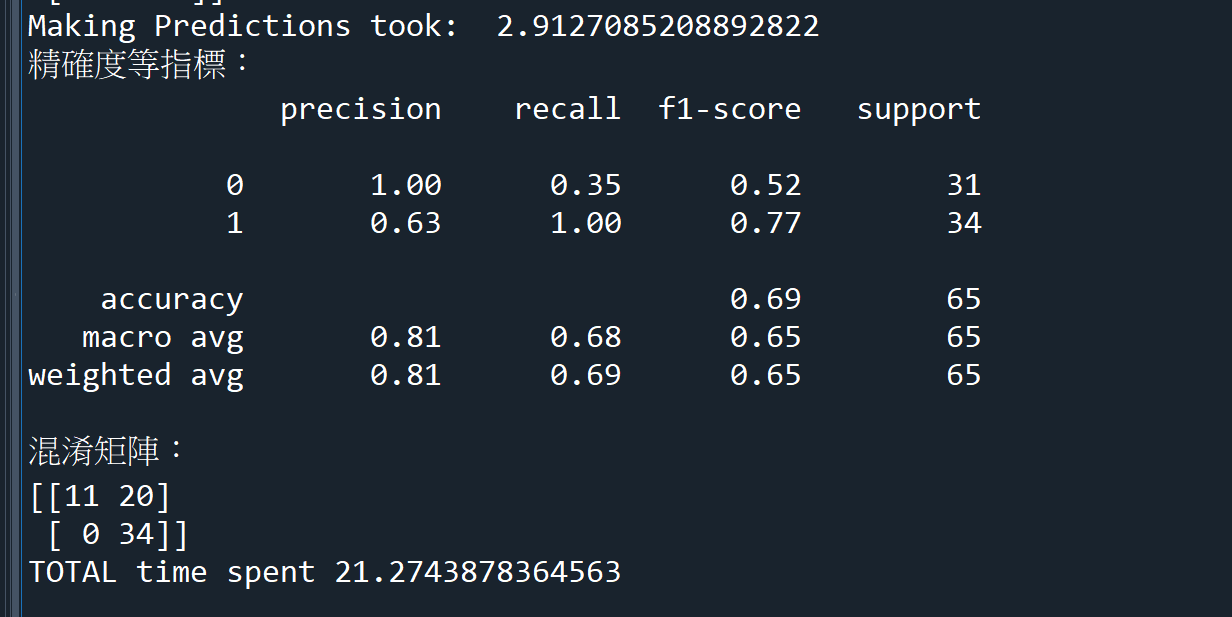 Making Predictions took:  2.9127085208892822
精確度等指標：
precision    recall  f1-score   support
0       1.00      0.35      0.52        31
1       0.63      1.00      0.77        34
accuracy                           0.69        65
macro avg       0.81      0.68      0.65        65
weighted avg       0.81      0.69      0.65        65
混淆矩陣：
[[11 20]
[ 0 34]]
TOTAL time spent 21.2743878364563